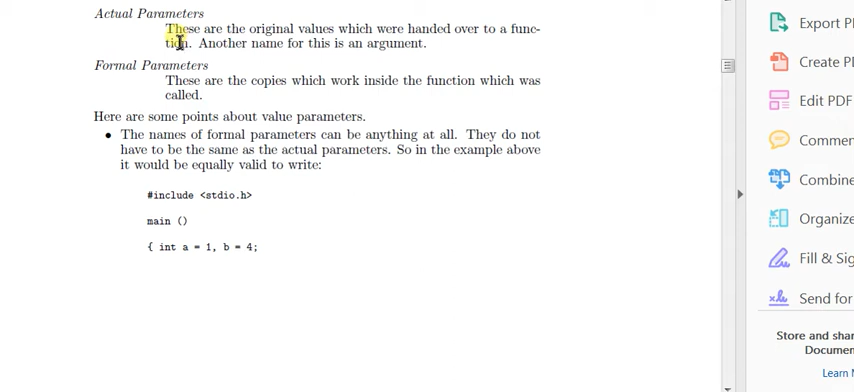 Actual Parameters
These are the original values which were handed over to a func-
tion. Another name for this is an argument.
Formal Parameters
These are the copies which work inside the function which was
called.
Here are some points about value parameters.
• The names of formal parameters can be anything at all. They do not
have to be the same as the actual parameters. So in the example above
it would be equally valid to write:
#include <stdio.h>
main ()
{ int a = 1, b = 4;
Export P
Create P
Edit PDF
Commen
Combine
Organize
Fill & Sig
Send for
Store and sha
Docume
Learn M